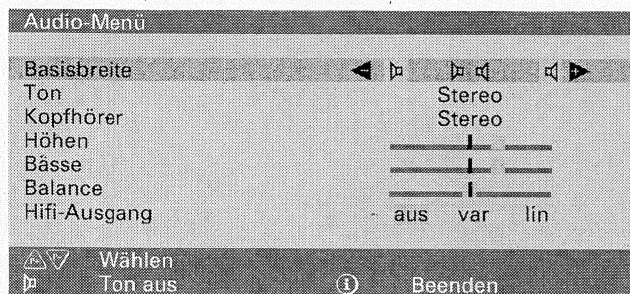 Audio-Menü
Basisbreite
Ton Stereo
Kopfhörer Stereo
Höhen
Bässe
Balance
Hifi-Ausgang aus var lin
Wählen
Ton aus i Beenden